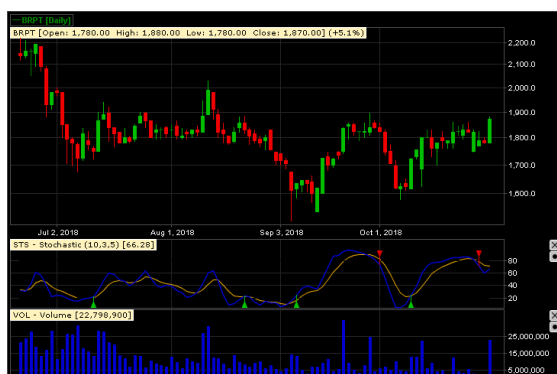 BRPT [Daily]
BRPT [Open: 1,780.00 High: 1,880.00 Low: 1,780.00 Close: 1,870.00] (+5.1%)
2,200.0
2,100.0
2,000.0
1,900.0
1,800.0
1,700.0
1,600.0
Jul 2, 2018 Aug 1, 2018 Sep 3, 2018 Oct 1, 2018
STS - Stochastic (10,3,5) [66.28]
80
60
40
20
VOL - Volume [22,798,900]
25,000,000
15,000,000
5,000,000